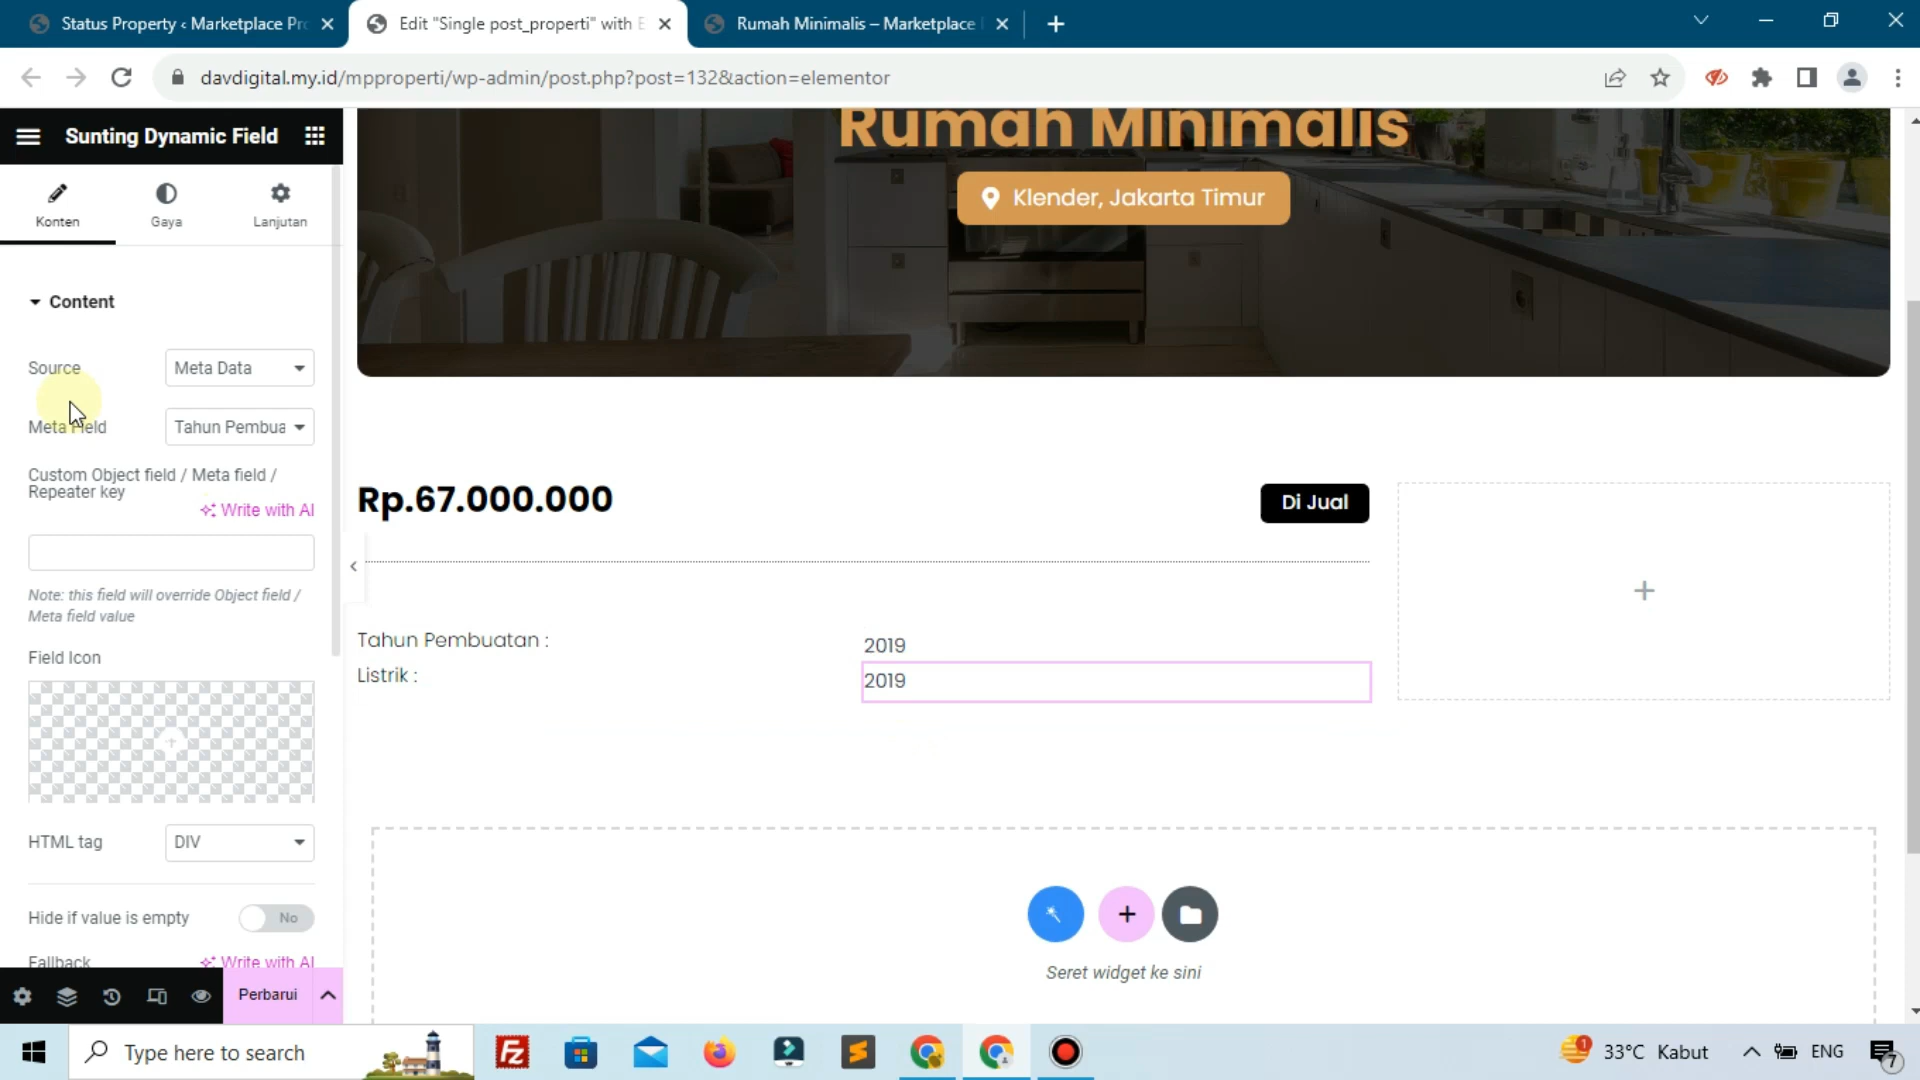 Status Property ‹ Marketplace Pr
Edit "Single post_properti" with E
Rumah Minimalis – Marketplace
davdigital.my.id/mpproperti/wp-admin/post.php?post=132&action=elementor
Sunting Dynamic Field
Konten
Gaya
Lanjutan
Content
Source
Meta Data
Meta Field
Tahun Pembua
Custom Object field / Meta field /
Repeater key
Write with AI
Note: this field will override Object field /
Meta field value
Field Icon
HTML tag
DIV
Hide if value is empty
No
Fallback
Write with AI
Perbarui
Rumah Minimalis
Klender, Jakarta Timur
Rp.67.000.000
Di Jual
Tahun Pembuatan :
2019
Listrik :
2019
Seret widget ke sini
Type here to search
1
33°C Kabut
ENG
7